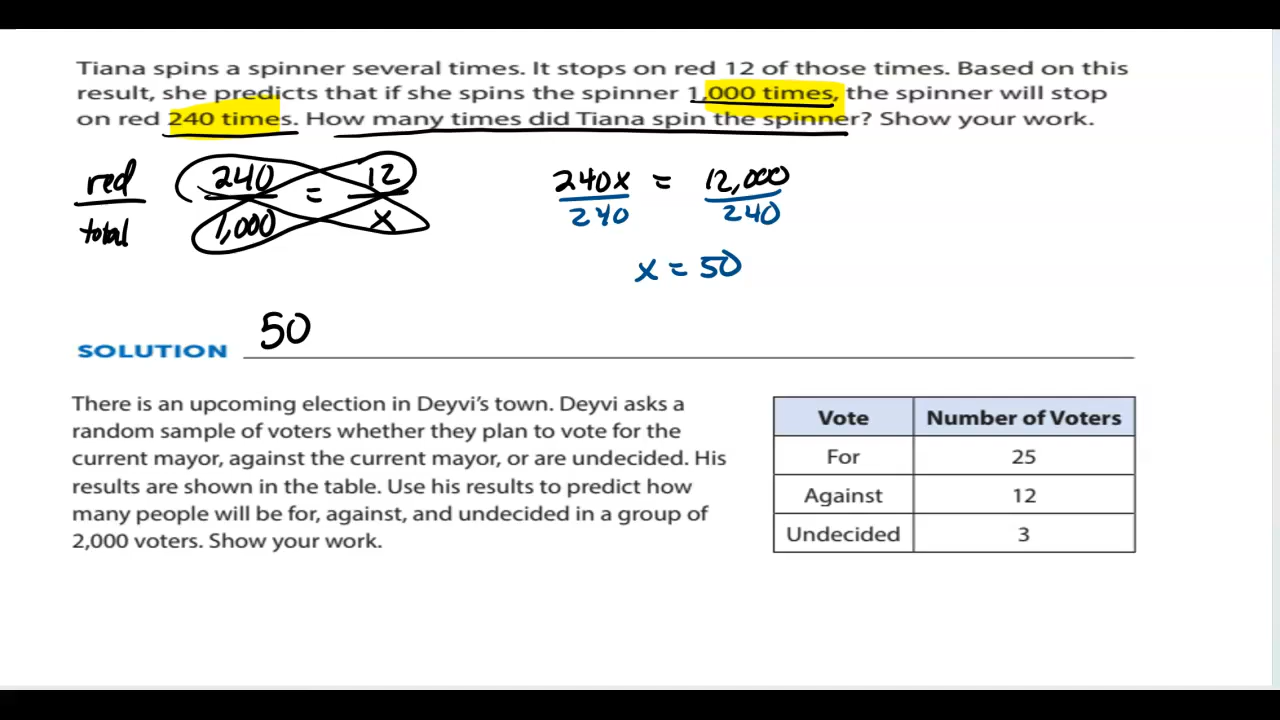 Tiana spins a spinner several times. It stops on red 12 of those times. Based on this
result, she predicts that if she spins the spinner 1,000 times, the spinner will stop
on red 240 times. How many times did Tiana spin the spinner? Show your work.
red 240 = 12 240x = 12,000
total 1,000 x 240 240
x = 50
50
SOLUTION
There is an upcoming election in Deyvi's town. Deyvi asks a
random sample of voters whether they plan to vote for the
current mayor, against the current mayor, or are undecided. His
results are shown in the table. Use his results to predict how
many people will be for, against, and undecided in a group of
2,000 voters. Show your work.
Vote Number of Voters
For 25
Against 12
Undecided 3